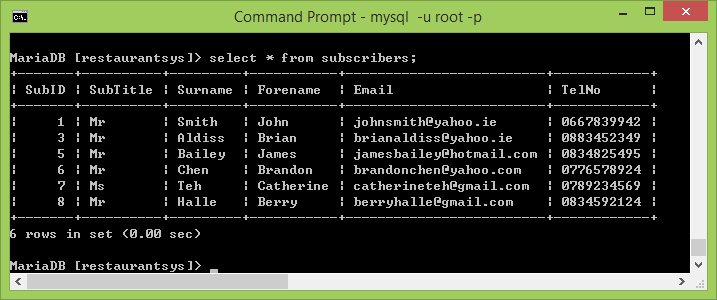 Command Prompt - mysql  -u root -p
MariaDB [restaurantsys]> select * from subscribers;
+-------+----------+---------+-----------+-------------------------+------------+
| SubID | SubTitle | Surname | Forename  | Email                   | TelNo      |
+-------+----------+---------+-----------+-------------------------+------------+
|     1 | Mr       | Smith   | John      | johnsmith@yahoo.ie      | 0667839942 |
|     3 | Mr       | Aldiss  | Brian     | brianaldiss@yahoo.ie    | 0883452349 |
|     5 | Mr       | Bailey  | James     | jamesbailey@hotmail.com | 0834825495 |
|     6 | Mr       | Chen    | Brandon   | brandonchen@yahoo.com   | 0776578924 |
|     7 | Ms       | Teh     | Catherine | catherineteh@gmail.com  | 0789234569 |
|     8 | Mr       | Halle   | Berry     | berryhalle@gmail.com    | 0834592124 |
+-------+----------+---------+-----------+-------------------------+------------+
6 rows in set (0.00 sec)
MariaDB [restaurantsys]> _